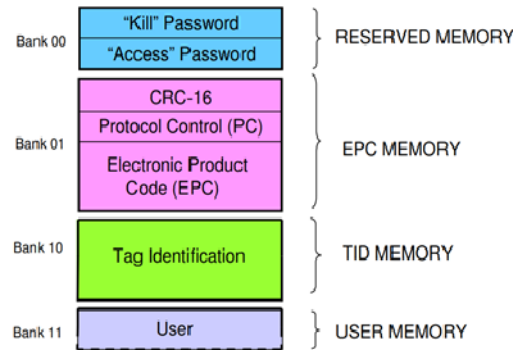 Bank 00
“Kill” Password
“Access” Password
RESERVED MEMORY
Bank 01
CRC-16
Protocol Control (PC)
Electronic Product
Code (EPC)
EPC MEMORY
Bank 10
Tag Identification
TID MEMORY
Bank 11
User
USER MEMORY